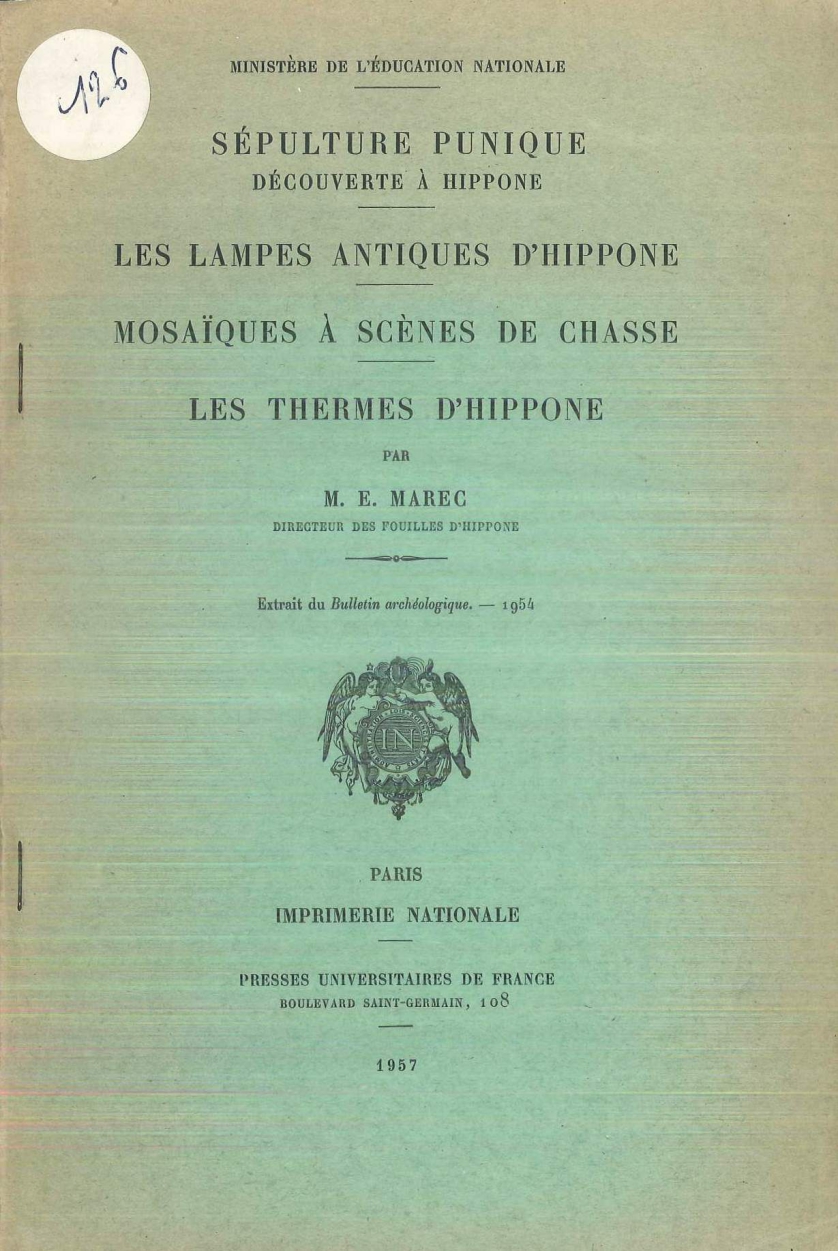 126
MINISTÈRE DE L'ÉDUCATION NATIONALE
SÉPULTURE PUNIQUE
DÉCOUVERTE À HIPPONE
LES LAMPES ANTIQUES D'HIPPONE
MOSAÏQUES À SCÈNES DE CHASSE
LES THERMES D'HIPPONE
PAR
M. E. MAREC
DIRECTEUR DES FOUILLES D'HIPPONE
Extrait du Bulletin archéologique. — 1954
IN
PARIS
IMPRIMERIE NATIONALE
PRESSES UNIVERSITAIRES DE FRANCE
BOULEVARD SAINT-GERMAIN, 108
1957